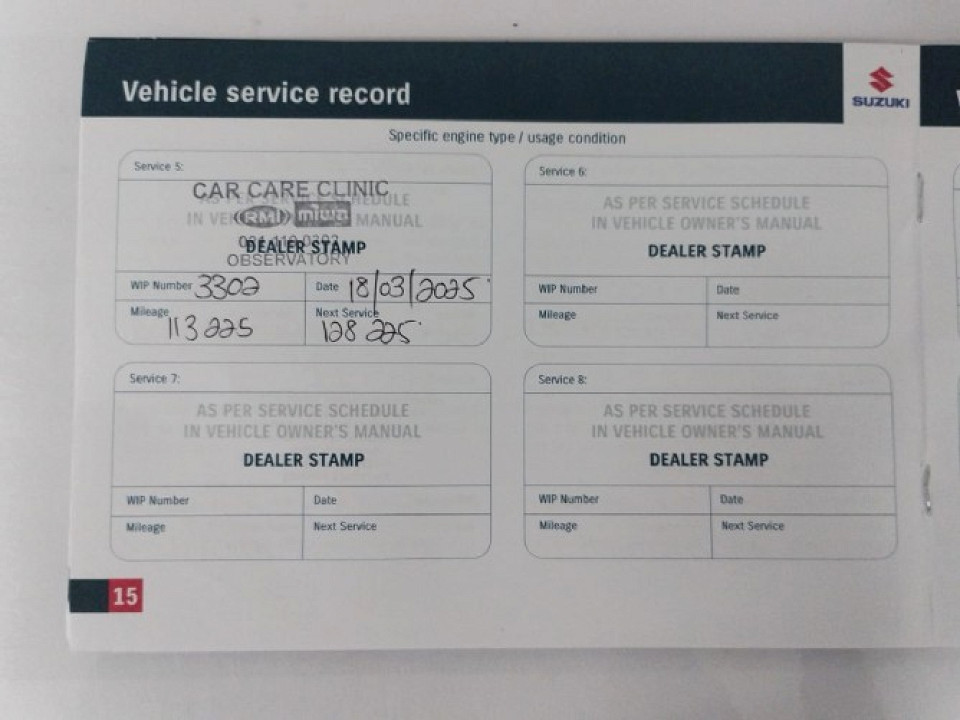 Vehicle service record
SUZUKI
Specific engine type / usage condition
Service 5:
CAR CARE CLINIC
AS PER SERVICE SCHEDULE
RMI miwa
IN VEHICLE OWNER'S MANUAL
DEALER STAMP
OBSERVATORY
WIP Number 3302
Date 18/03/2025
Mileage 113 225
Next Service 128 225
Service 6:
AS PER SERVICE SCHEDULE
IN VEHICLE OWNER'S MANUAL
DEALER STAMP
WIP Number
Date
Mileage
Next Service
Service 7:
AS PER SERVICE SCHEDULE
IN VEHICLE OWNER'S MANUAL
DEALER STAMP
WIP Number
Date
Mileage
Next Service
Service 8:
AS PER SERVICE SCHEDULE
IN VEHICLE OWNER'S MANUAL
DEALER STAMP
WIP Number
Date
Mileage
Next Service
15